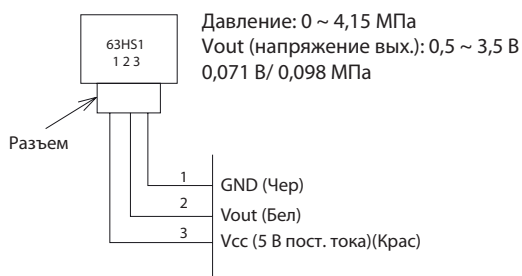 63HS1
1 2 3
Давление: 0 ~ 4,15 МПа
Vout (напряжение вых.): 0,5 ~ 3,5 В
0,071 В/ 0,098 МПа
Разъем
1
GND (Чер)
2
Vout (Бел)
3
Vcc (5 В пост. тока)(Крас)